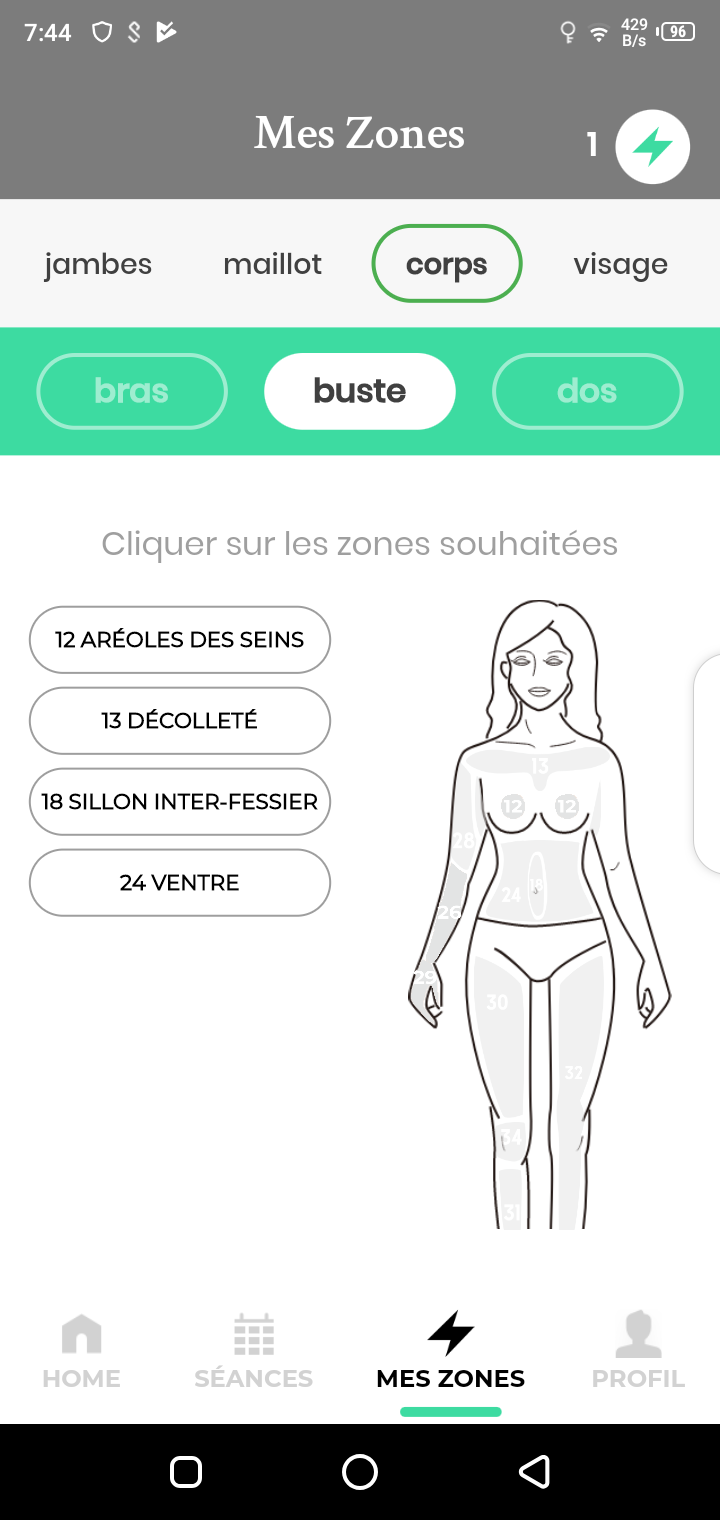 7:44
429
B/s
96
Mes Zones
1
jambes
maillot
corps
visage
bras
buste
dos
Cliquer sur les zones souhaitées
12 ARÉOLES DES SEINS
13 DÉCOLLETÉ
18 SILLON INTER-FESSIER
24 VENTRE
13
12
12
28
24
18
26
29
30
32
34
31
HOME
SÉANCES
MES ZONES
PROFIL